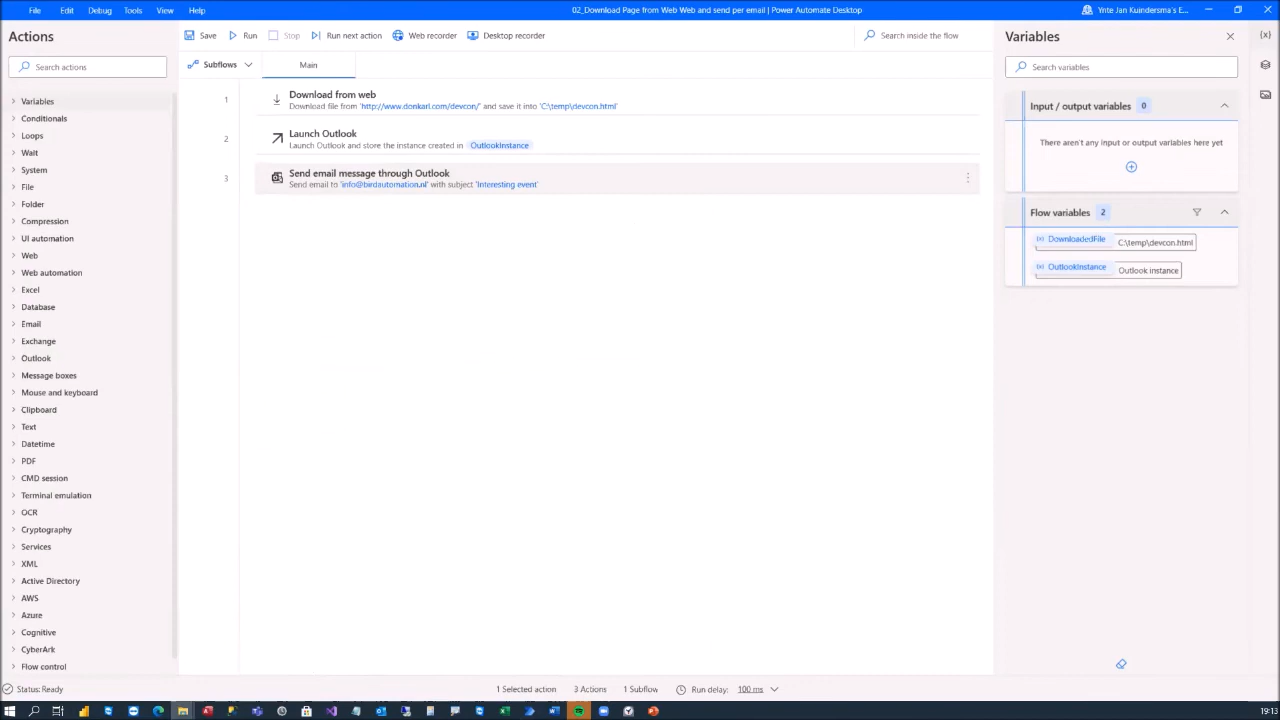 File Edit Debug Tools View Help
02_Download Page from Web Web and send per email | Power Automate Desktop
Ynte Jan Kuindersma's E...
Actions
Search actions
Variables
Conditionals
Loops
Wait
System
File
Folder
Compression
UI automation
Web
Web automation
Excel
Database
Email
Exchange
Outlook
Message boxes
Mouse and keyboard
Clipboard
Text
Datetime
PDF
CMD session
Terminal emulation
OCR
Cryptography
Services
XML
Active Directory
AWS
Azure
Cognitive
CyberArk
Flow control
Save Run Stop Run next action Web recorder Desktop recorder
Search inside the flow
Subflows Main
1 Download from web
Download file from 'http://www.donkarl.com/devcon/' and save it into 'C:\temp\devcon.html'
2 Launch Outlook
Launch Outlook and store the instance created in OutlookInstance
3 Send email message through Outlook
Send email to 'info@birdautomation.nl' with subject 'Interesting event'
Variables
{x}
Search variables
Input / output variables 0
There aren't any input or output variables here yet
Flow variables 2
(x) DownloadedFile C:\temp\devcon.html
(x) OutlookInstance Outlook instance
Status: Ready
1 Selected action 3 Actions 1 Subflow Run delay: 100 ms
19:13